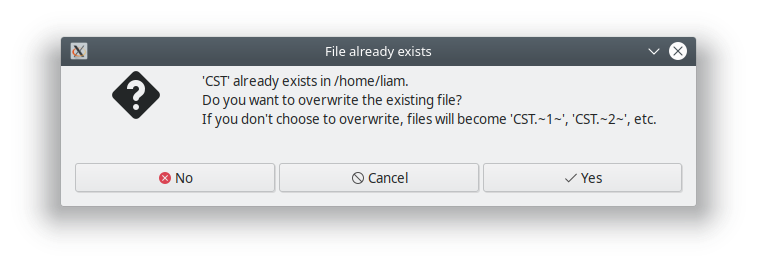 File already exists
'CST' already exists in /home/liam.
Do you want to overwrite the existing file?
If you don't choose to overwrite, files will become 'CST.~1~', 'CST.~2~', etc.
No
Cancel
Yes